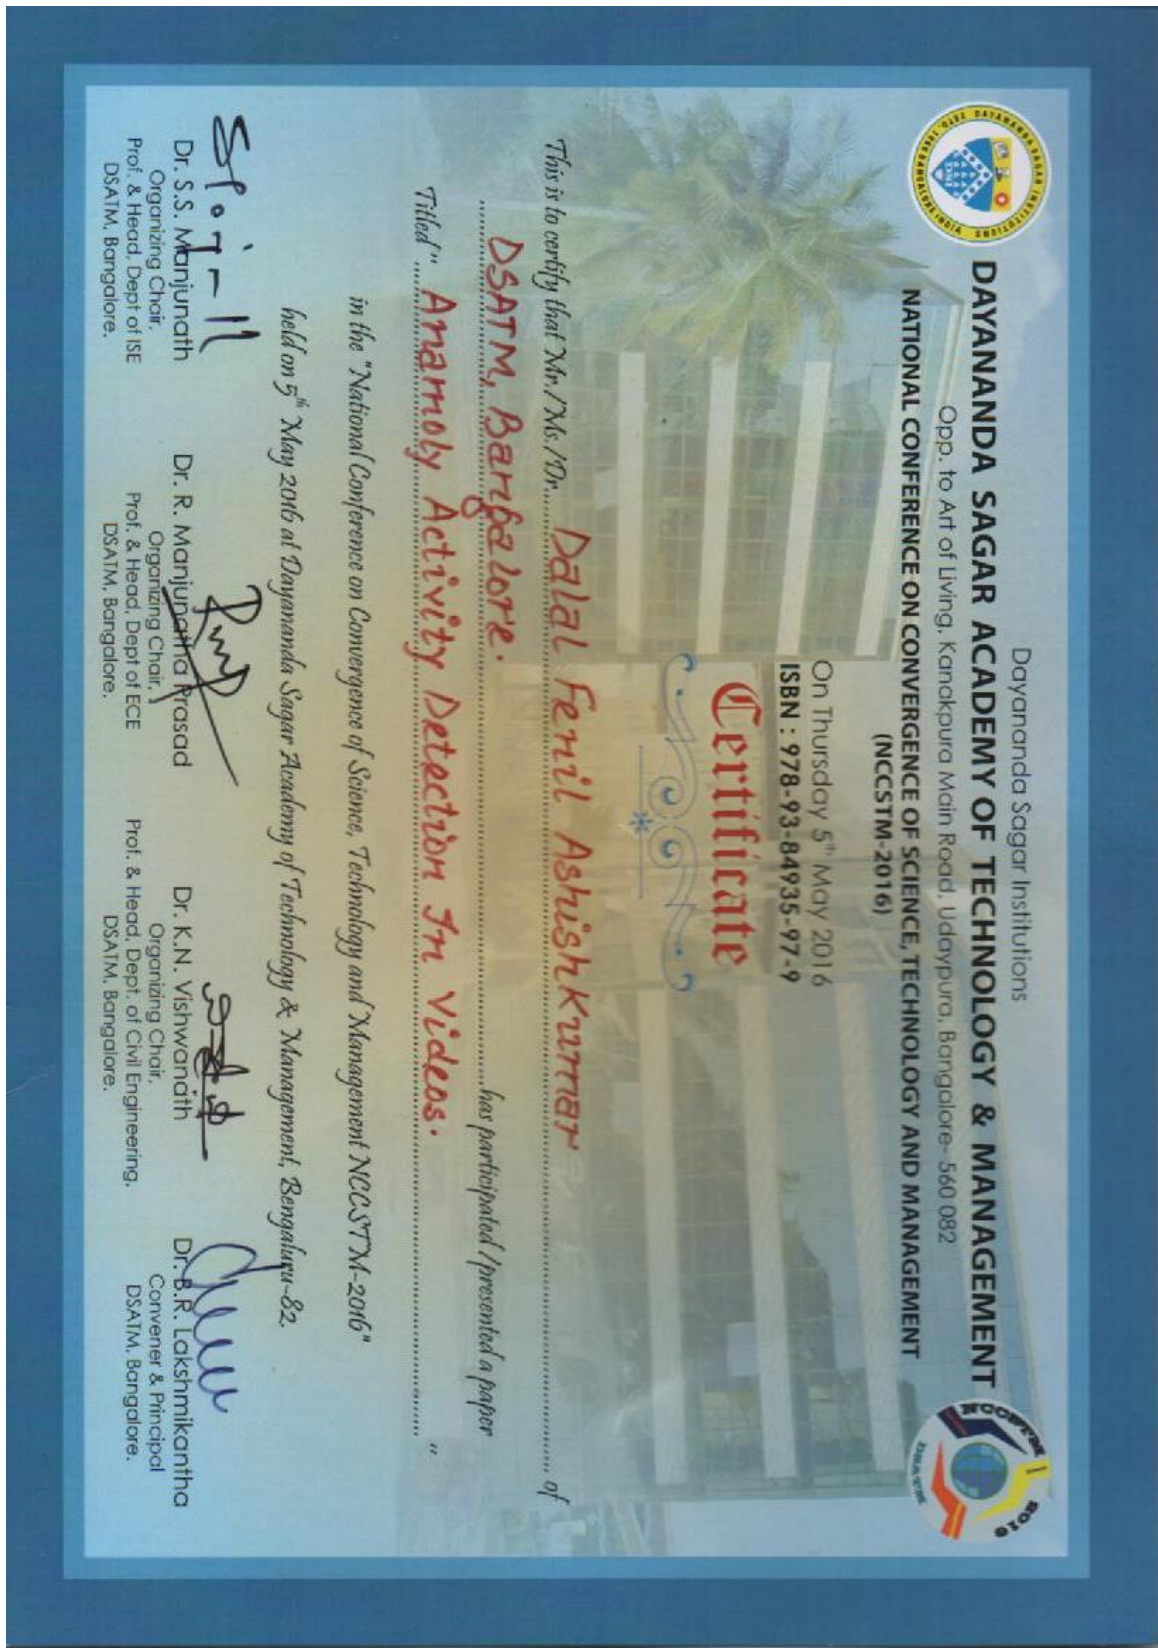 Dayananda Sagar Institutions
DAYANANDA SAGAR ACADEMY OF TECHNOLOGY & MANAGEMENT
Opp. to Art of Living, Kanakpura Main Road, Udaypura, Bangalore- 560 082
NATIONAL CONFERENCE ON CONVERGENCE OF SCIENCE, TECHNOLOGY AND MANAGEMENT
(NCCSTM-2016)
On Thursday 5th May 2016
ISBN : 978-93-84935-97-9
Certificate
This is to certify that Mr./Ms./Dr. Dalal Fenil AshishKumar of
DSATM, Bangalore. has participated/presented a paper
Titled " Anamoly Activity Detection In Videos. "
in the "National Conference on Convergence of Science, Technology and Management NCCSTM-2016"
held on 5th May 2016 at Dayananda Sagar Academy of Technology & Management, Bengaluru-82.
Dr. S.S. Manjunath
Organizing Chair,
Prof. & Head, Dept of ISE
DSATM, Bangalore.
Dr. R. Manjunatha Prasad
Organizing Chair,
Prof. & Head, Dept of ECE
DSATM, Bangalore.
Dr. K.N. Vishwanath
Organizing Chair,
Prof. & Head, Dept. of Civil Engineering,
DSATM, Bangalore.
Dr. B.R. Lakshmikantha
Convener & Principal
DSATM, Bangalore.
NCCSTM
2016
DSATM